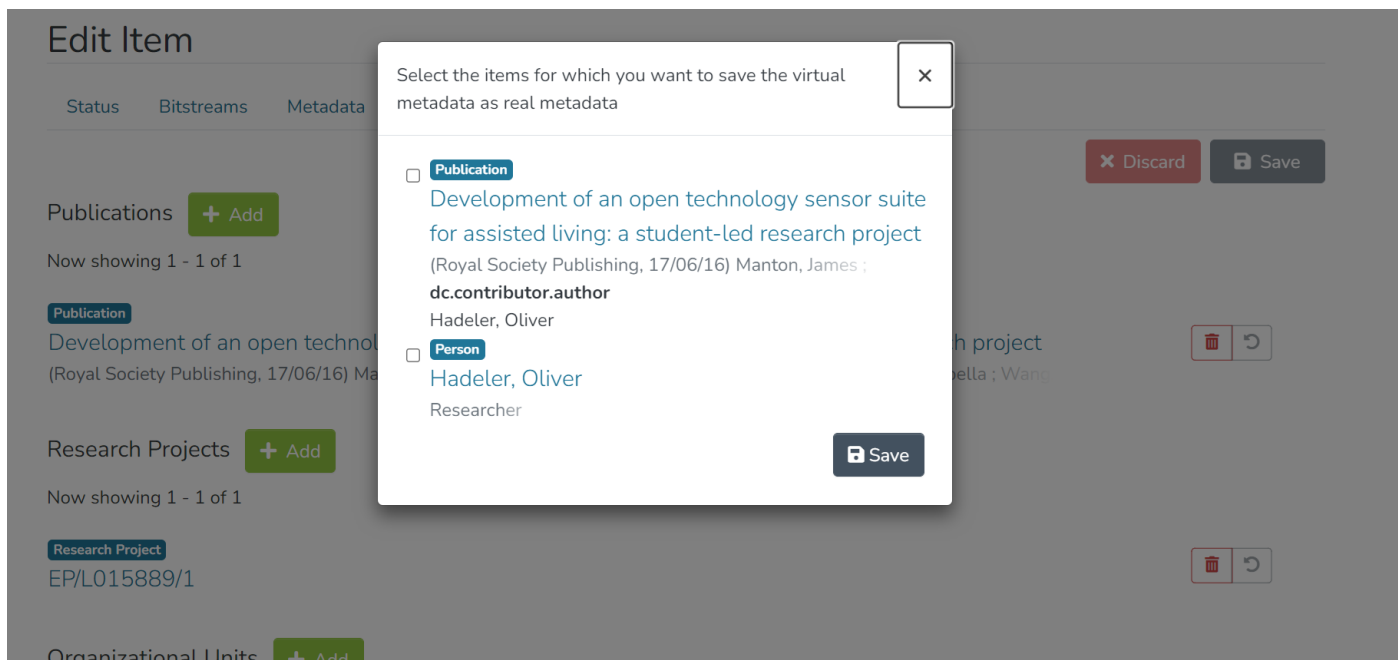 Edit Item
Status Bitstreams Metadata
Discard Save
Publications Add
Now showing 1 - 1 of 1
Publication
Development of an open technol
h project
(Royal Society Publishing, 17/06/16) Ma
bella ; Wang
Research Projects Add
Now showing 1 - 1 of 1
Research Project
EP/L015889/1
Organizational Units Add
Select the items for which you want to save the virtual
metadata as real metadata
Publication
Development of an open technology sensor suite
for assisted living: a student-led research project
(Royal Society Publishing, 17/06/16) Manton, James ;
dc.contributor.author
Hadeler, Oliver
Person
Hadeler, Oliver
Researcher
Save